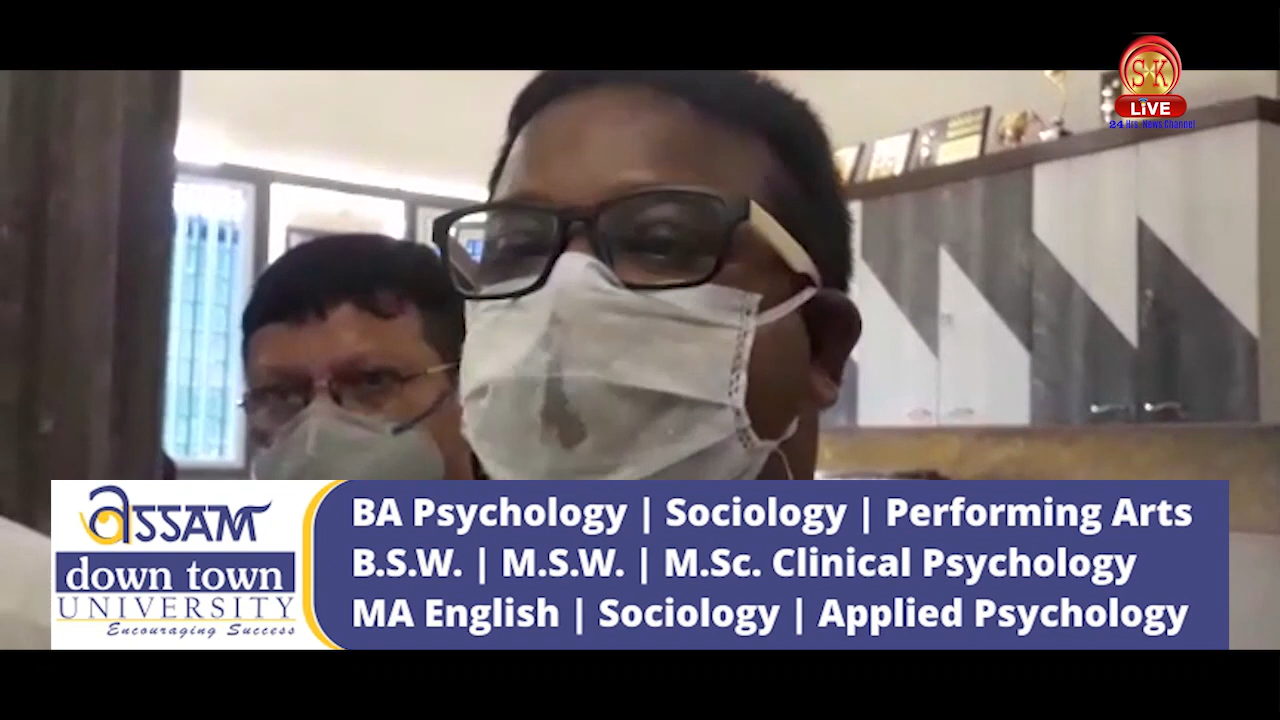 SK
LIVE
24 Hrs. News Channel
অSSAM
down town
UNIVERSITY
Encouraging Success
BA Psychology | Sociology | Performing Arts
B.S.W. | M.S.W. | M.Sc. Clinical Psychology
MA English | Sociology | Applied Psychology